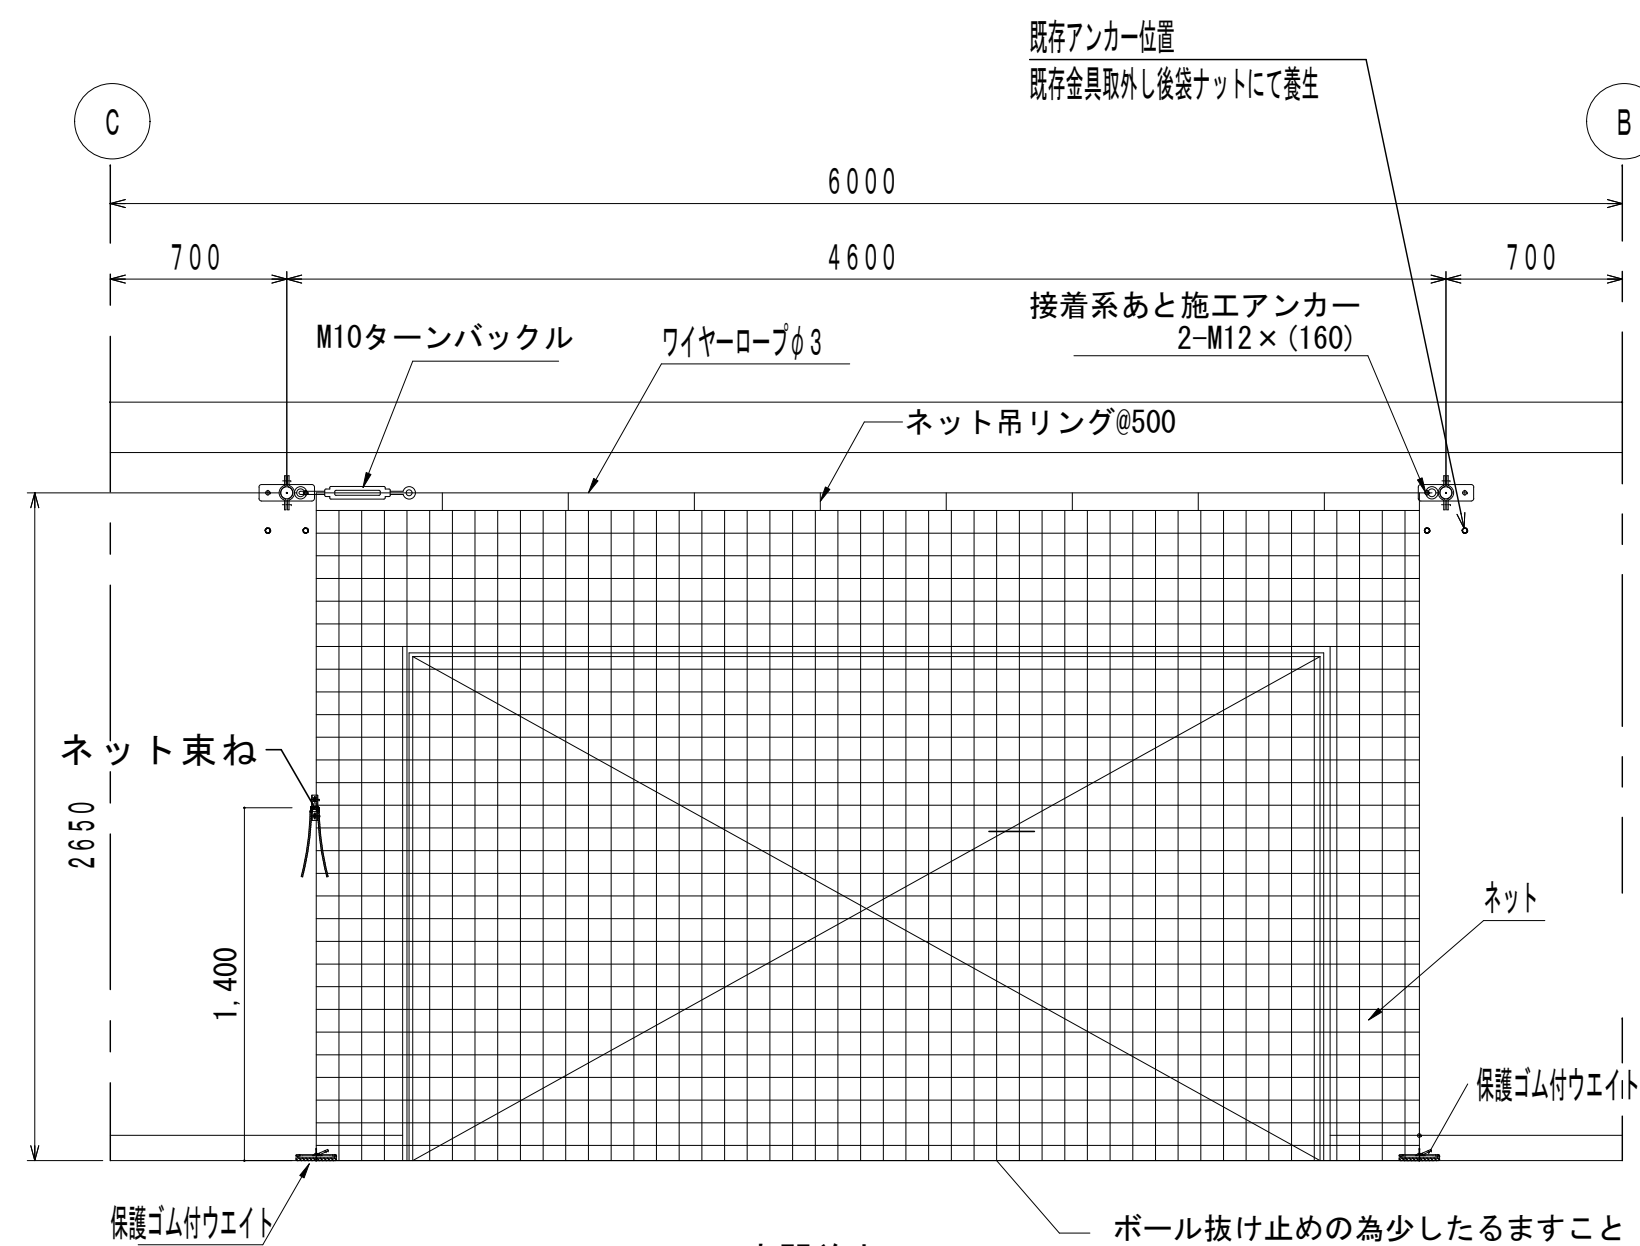 既存アンカー位置
既存金具取外し後袋ナットにて養生
C
B
6000
700
4600
700
接着系あと施工アンカー
2-M12×(160)
M10ターンバックル
ワイヤーロープφ3
ネット吊リング@500
ネット束ね
2650
1,400
ネット
保護ゴム付ウエイト
保護ゴム付ウエイト
ボール抜け止めの為少したるますこと